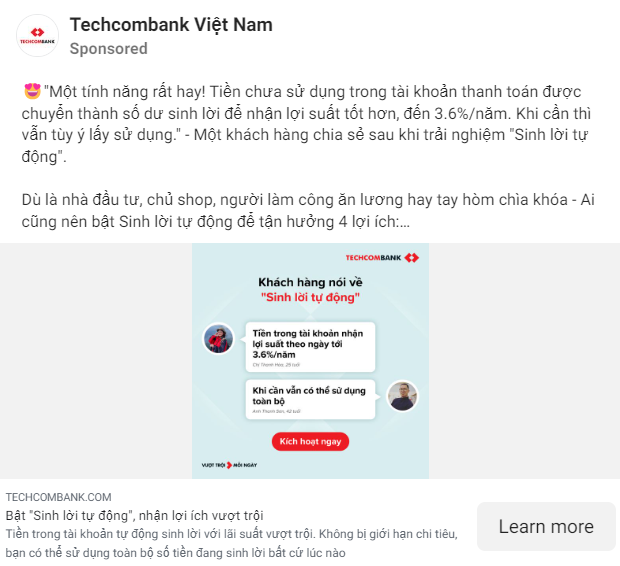 Techcombank Việt Nam
TECHCOMBANK
Sponsored
😍"Một tính năng rất hay! Tiền chưa sử dụng trong tài khoản thanh toán được
chuyển thành số dư sinh lời để nhận lợi suất tốt hơn, đến 3.6%/năm. Khi cần thì
vẫn tùy ý lấy sử dụng." - Một khách hàng chia sẻ sau khi trải nghiệm "Sinh lời tự
động".
Dù là nhà đầu tư, chủ shop, người làm công ăn lương hay tay hòm chìa khóa - Ai
cũng nên bật Sinh lời tự động để tận hưởng 4 lợi ích:...
TECHCOMBANK
Khách hàng nói về
"Sinh lời tự động"
Tiền trong tài khoản nhận
lợi suất theo ngày tới
3.6%/năm
Khi cần vẫn có thể sử dụng
toàn bộ
Anh Thanh Sơn, 42 tuổi
Kích hoạt ngay
VƯỢT TRỘI MỖI NGÀY
TECHCOMBANK.COM
Bật "Sinh lời tự động", nhận lợi ích vượt trội
Tiền trong tài khoản tự động sinh lời với lãi suất vượt trội. Không bị giới hạn chi tiêu,
bạn có thể sử dụng toàn bộ số tiền đang sinh lời bất cứ lúc nào
Learn more